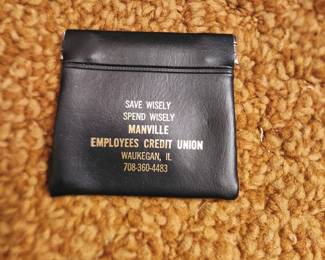 SAVE WISELY
SPEND WISELY
MANVILLE
EMPLOYEES CREDIT UNION
WAUKEGAN, IL
708-360-4483